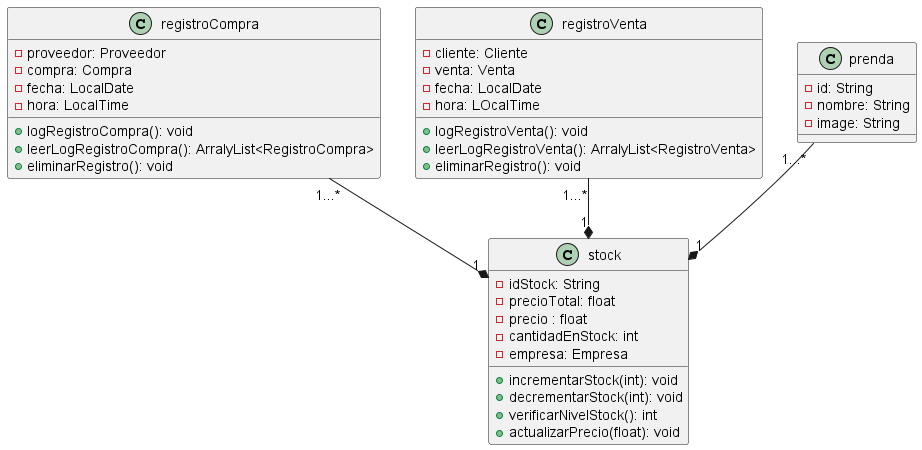 C registroCompra
proveedor: Proveedor
compra: Compra
fecha: LocalDate
hora: LocalTime
logRegistroCompra(): void
leerLogRegistroCompra(): ArralyList<RegistroCompra>
eliminarRegistro(): void
C registroVenta
cliente: Cliente
venta: Venta
fecha: LocalDate
hora: LOcalTime
logRegistroVenta(): void
leerLogRegistroVenta(): ArralyList<RegistroVenta>
eliminarRegistro(): void
C prenda
id: String
nombre: String
image: String
1...*
1...*
1...*
1
1
1
C stock
idStock: String
precioTotal: float
precio : float
cantidadEnStock: int
empresa: Empresa
incrementarStock(int): void
decrementarStock(int): void
verificarNivelStock(): int
actualizarPrecio(float): void